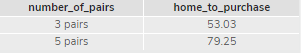 number_of_pairs home_to_purchase
3 pairs 53.03
5 pairs 79.25